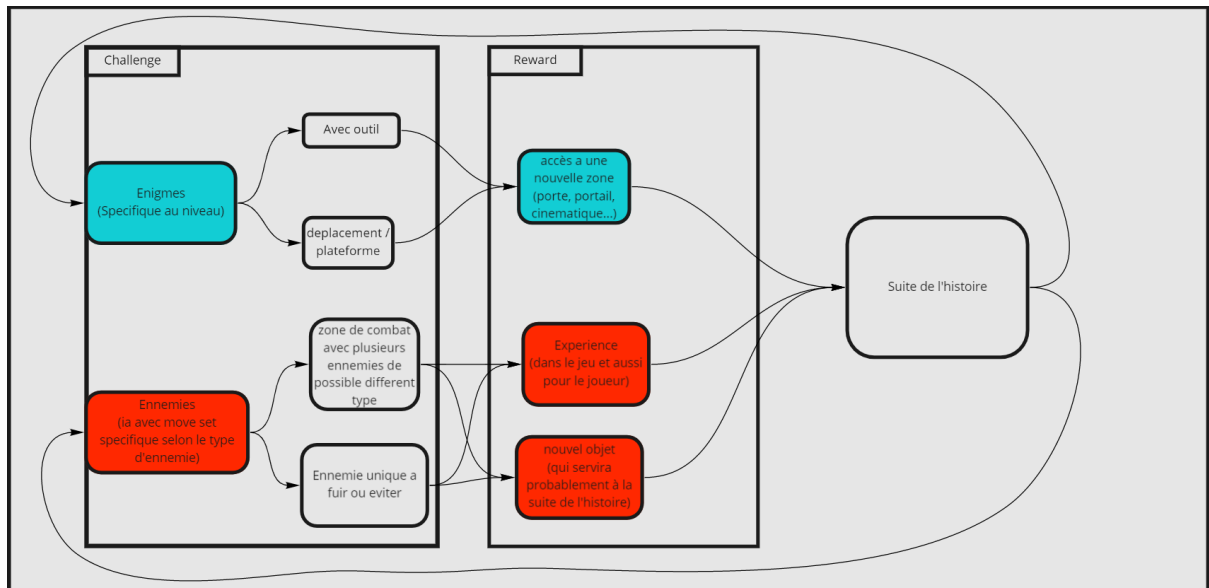 Challenge
Reward
Avec outil
Enigmes
(Specifique au niveau)
deplacement /
plateforme
zone de combat
avec plusieurs
ennemies de
possible different
type
Ennemies
(ia avec move set
specifique selon le type
d'ennemie)
Ennemie unique a
fuir ou eviter
accès a une
nouvelle zone
(porte, portail,
cinematique...)
Experience
(dans le jeu et aussi
pour le joueur)
nouvel objet
(qui servira
probablement à la
suite de l'histoire)
Suite de l'histoire